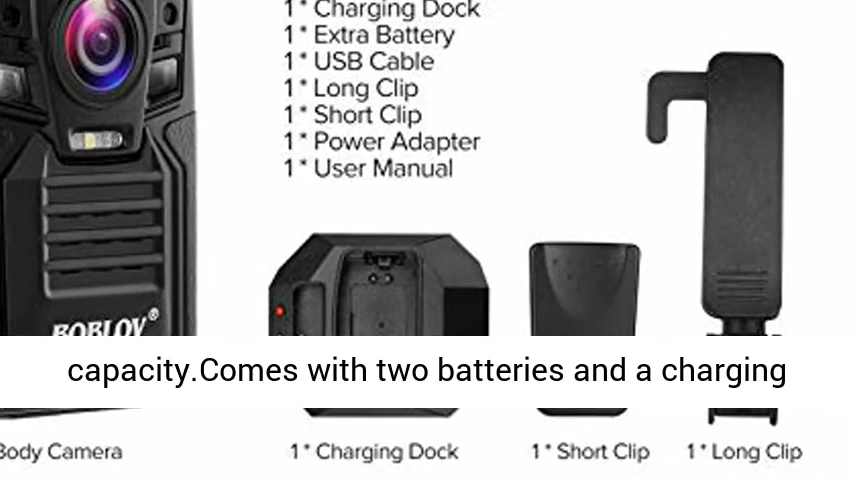 1* Charging Dock
1* Extra Battery
1* USB Cable
1* Long Clip
1* Short Clip
1* Power Adapter
1* User Manual
BOBLOV®
capacity.Comes with two batteries and a charging
Body Camera
1* Charging Dock
1* Short Clip
1* Long Clip